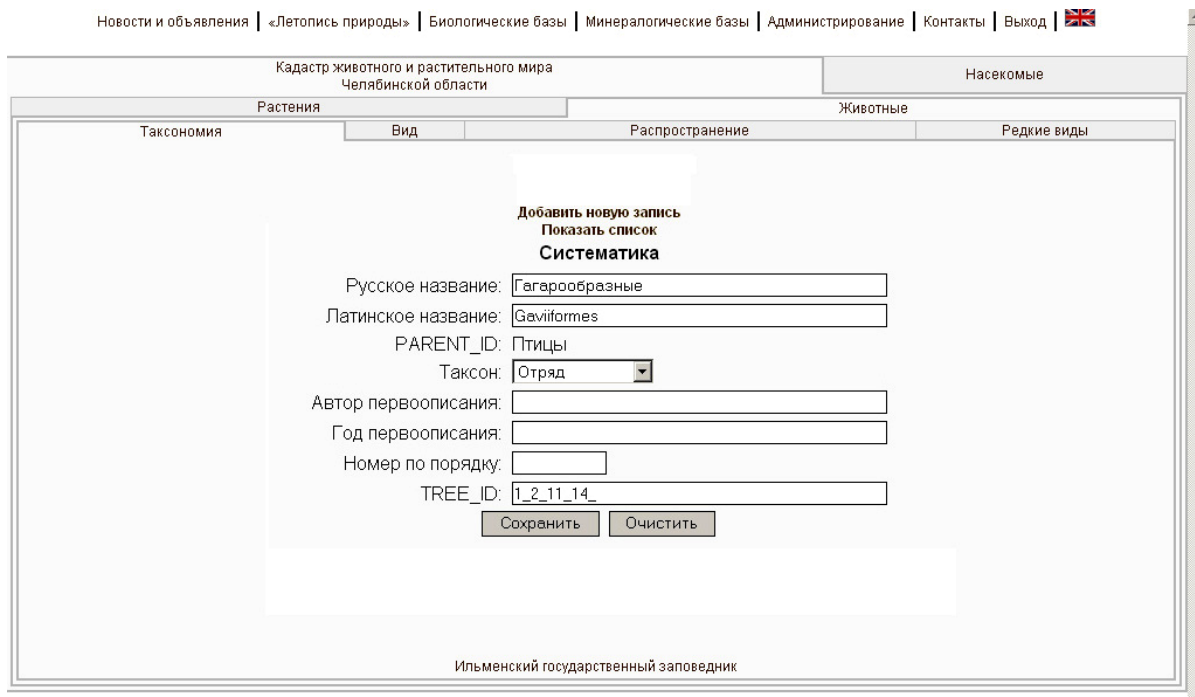 Новости и объявления | «Летопись природы» | Биологические базы | Минералогические базы | Администрирование | Контакты | Выход |
Кадастр животного и растительного мира
Челябинской области
Насекомые
Растения
Животные
Таксономия
Вид
Распространение
Редкие виды
Добавить новую запись
Показать список
Систематика
Русское название: Гагарообразные
Латинское название: Gaviiformes
PARENT_ID: Птицы
Таксон: Отряд
Автор первоописания:
Год первоописания:
Номер по порядку:
TREE_ID: 1_2_11_14_
Сохранить Очистить
Ильменский государственный заповедник